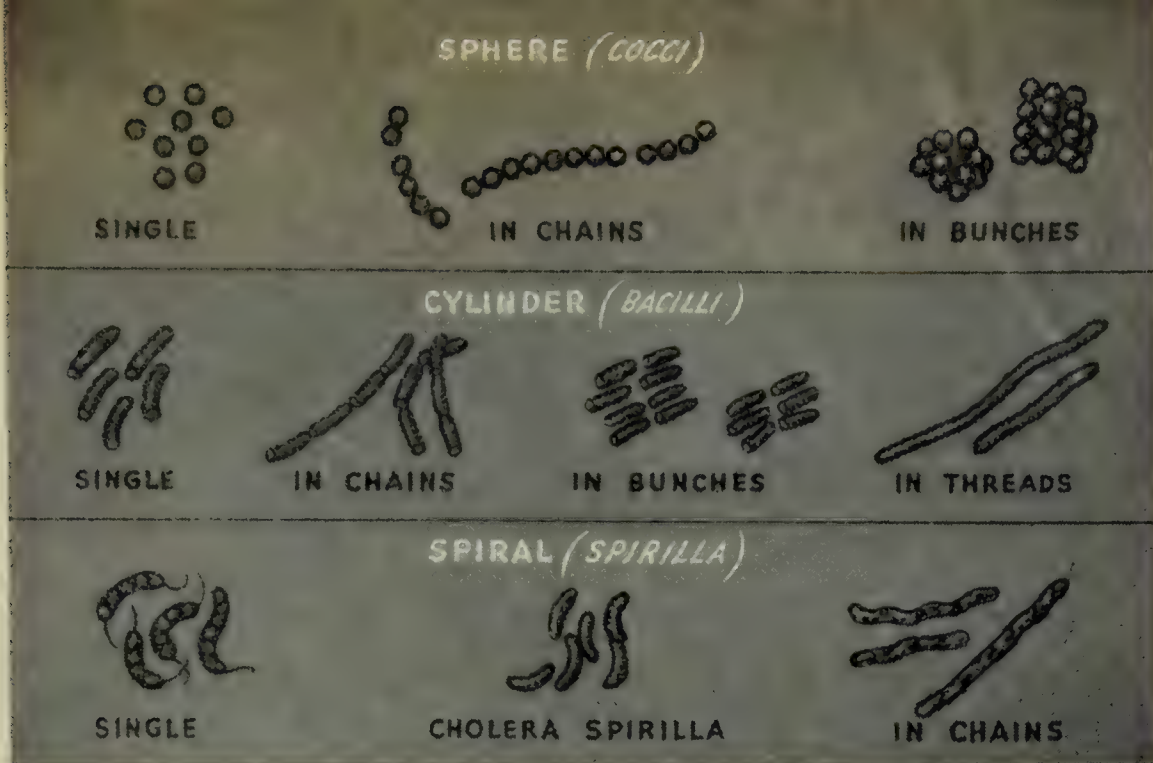 SPHERE (COCCI)
SINGLE IN CHAINS IN BUNCHES
CYLINDER (BACILLI)
SINGLE IN CHAINS IN BUNCHES IN THREADS
SPIRAL (SPIRILLA)
SINGLE CHOLERA SPIRILLA IN CHAINS